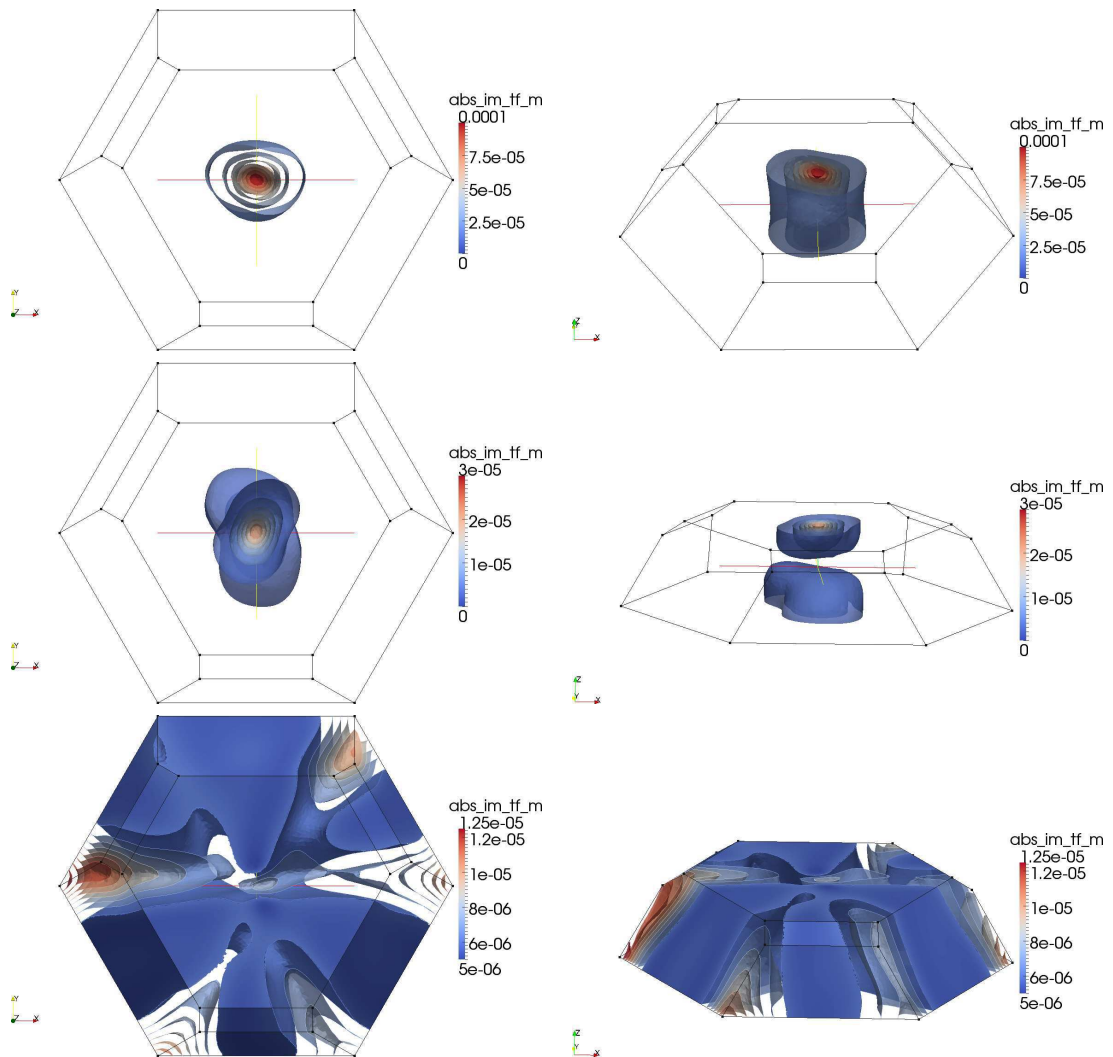 abs_im_tf_m
0.0001
7.5e-05
5e-05
2.5e-05
0
Y
Z X
abs_im_tf_m
0.0001
7.5e-05
5e-05
2.5e-05
0
Z
X
abs_im_tf_m
3e-05
2e-05
1e-05
0
Y
Z X
abs_im_tf_m
3e-05
2e-05
1e-05
0
Z
Y X
abs_im_tf_m
1.25e-05
1.2e-05
1e-05
8e-06
6e-06
5e-06
Y
Z X
abs_im_tf_m
1.25e-05
1.2e-05
1e-05
8e-06
6e-06
5e-06
Z
Y X